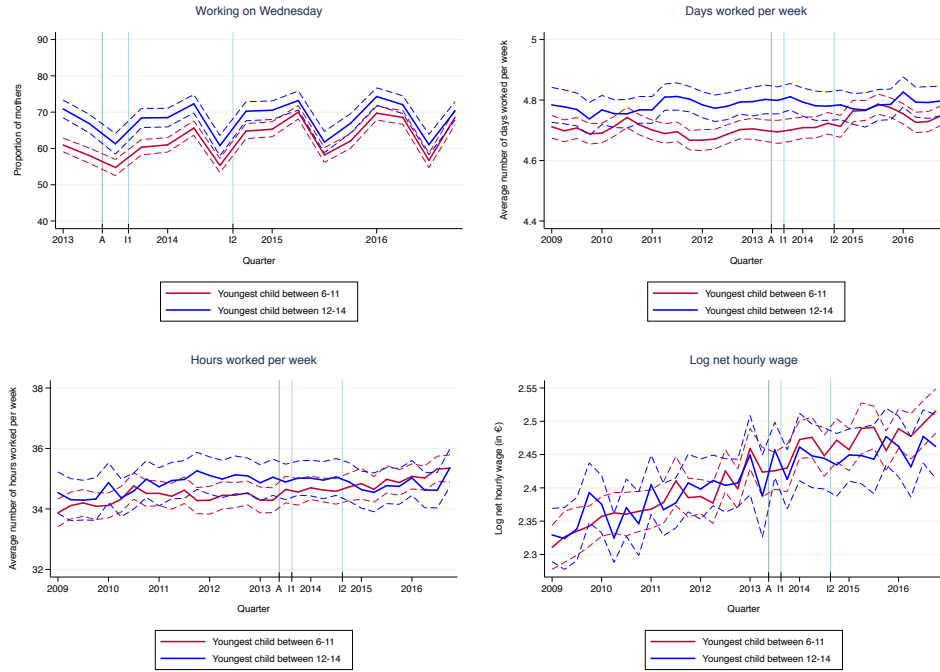 Working on Wednesday
Proportion of mothers
90
80
70
60
50
40
2013 A I1 2014 I2 2015 2016
Quarter
Youngest child between 6-11
Youngest child between 12-14
Days worked per week
Average number of days worked per week
5
4.8
4.6
4.4
2009 2010 2011 2012 2013 A I1 2014 I2 2015 2016
Quarter
Youngest child between 6-11
Youngest child between 12-14
Hours worked per week
Average number of hours worked per week
38
36
34
32
2009 2010 2011 2012 2013 A I1 2014 I2 2015 2016
Quarter
Youngest child between 6-11
Youngest child between 12-14
Log net hourly wage
Log net hourly wage (in €)
2.55
2.5
2.45
2.4
2.35
2.3
2009 2010 2011 2012 2013 A I1 2014 I2 2015 2016
Quarter
Youngest child between 6-11
Youngest child between 12-14